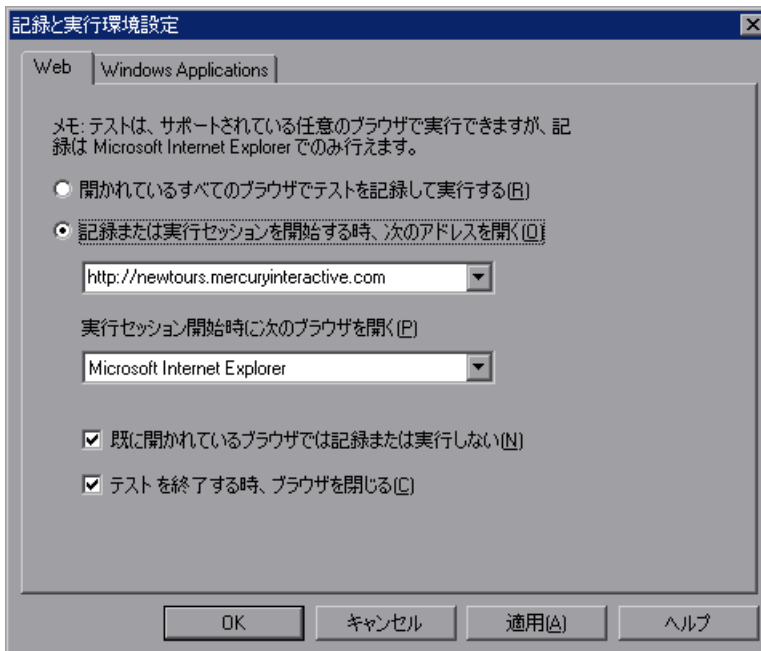 記録と実行環境設定
Web
Windows Applications
メモ: テストは、サポートされている任意のブラウザで実行できますが、記
録は Microsoft Internet Explorer でのみ行えます。
開かれているすべてのブラウザでテストを記録して実行する(R)
記録または実行セッションを開始する時、次のアドレスを開く(O)
http://newtours.mercuryinteractive.com
実行セッション開始時に次のブラウザを開く(P)
Microsoft Internet Explorer
既に開かれているブラウザでは記録または実行しない(N)
テスト を終了する時、ブラウザを閉じる(C)
OK キャンセル 適用(A) ヘルプ